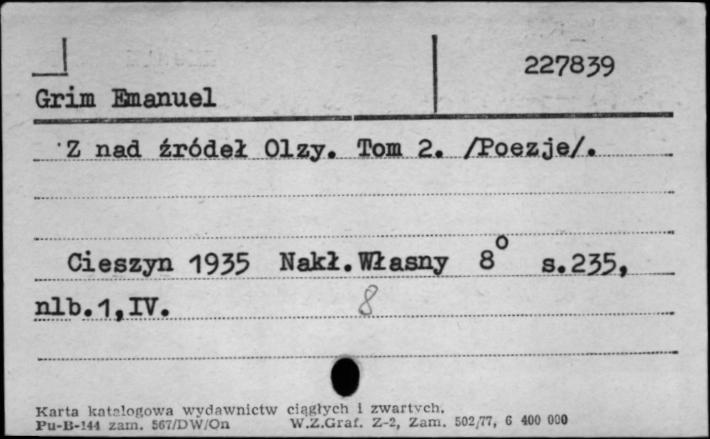 227839
Grim Emanuel
Z nad źródeł Olzy. Tom 2. /Poezje/.
Cieszyn 1935 Nakł.Własny 8° s.235,
nlb.1,IV. 8
Karta katalogowa wydawnictw ciągłych i zwartych.
Pu-B-144 zam. 567/DW/On W.Z.Graf. Z-2, Zam. 502/77, 6 400 000